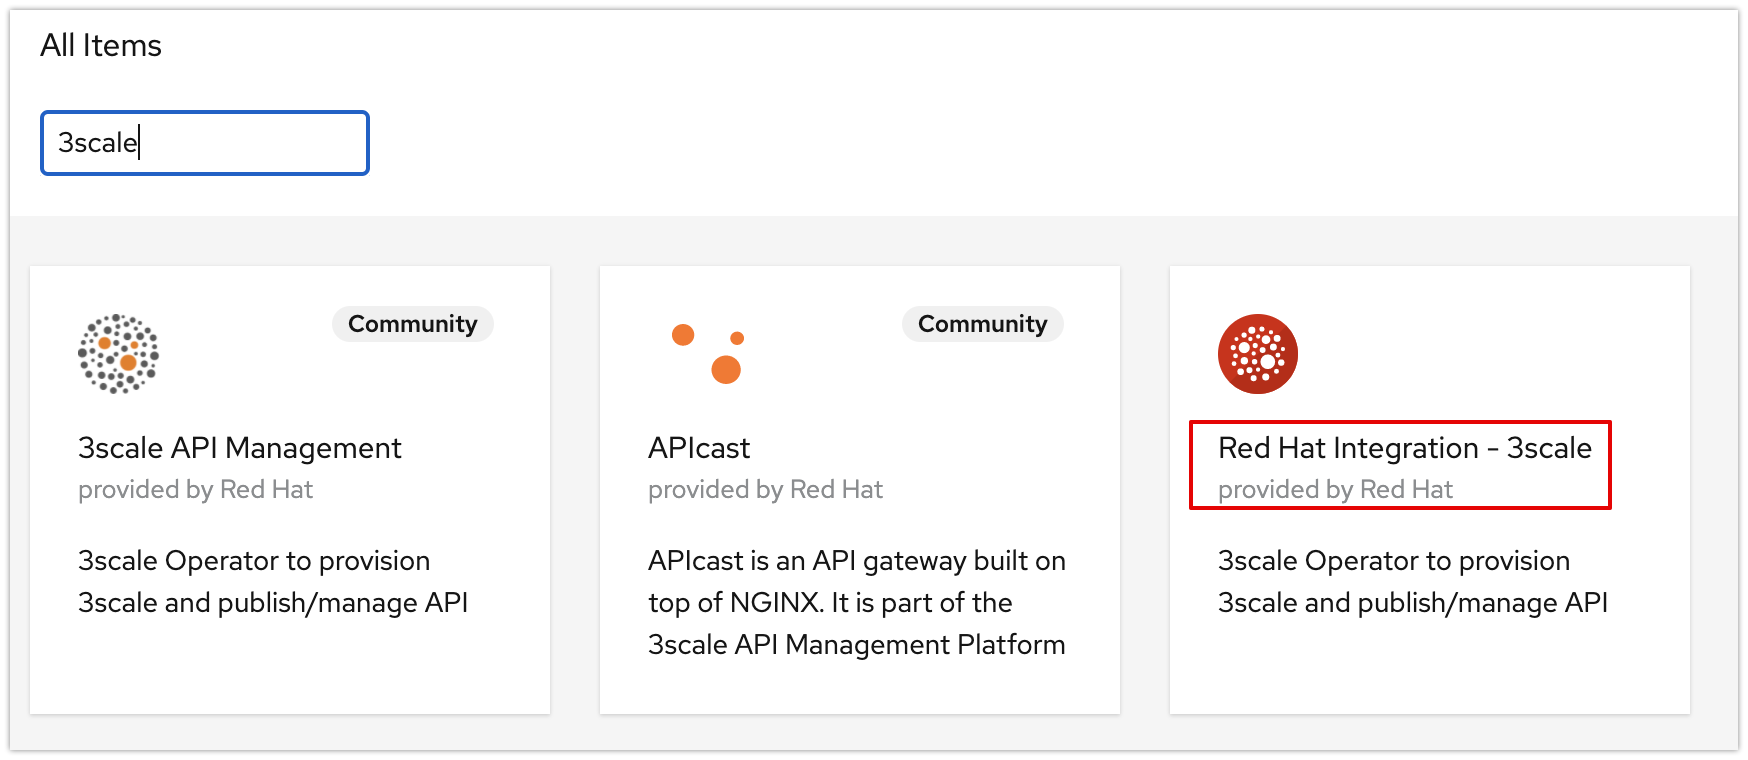 All Items
3scale
Community
3scale API Management
provided by Red Hat
3scale Operator to provision
3scale and publish/manage API
Community
APIcast
provided by Red Hat
APIcast is an API gateway built on
top of NGINX. It is part of the
3scale API Management Platform
Red Hat Integration - 3scale
provided by Red Hat
3scale Operator to provision
3scale and publish/manage API